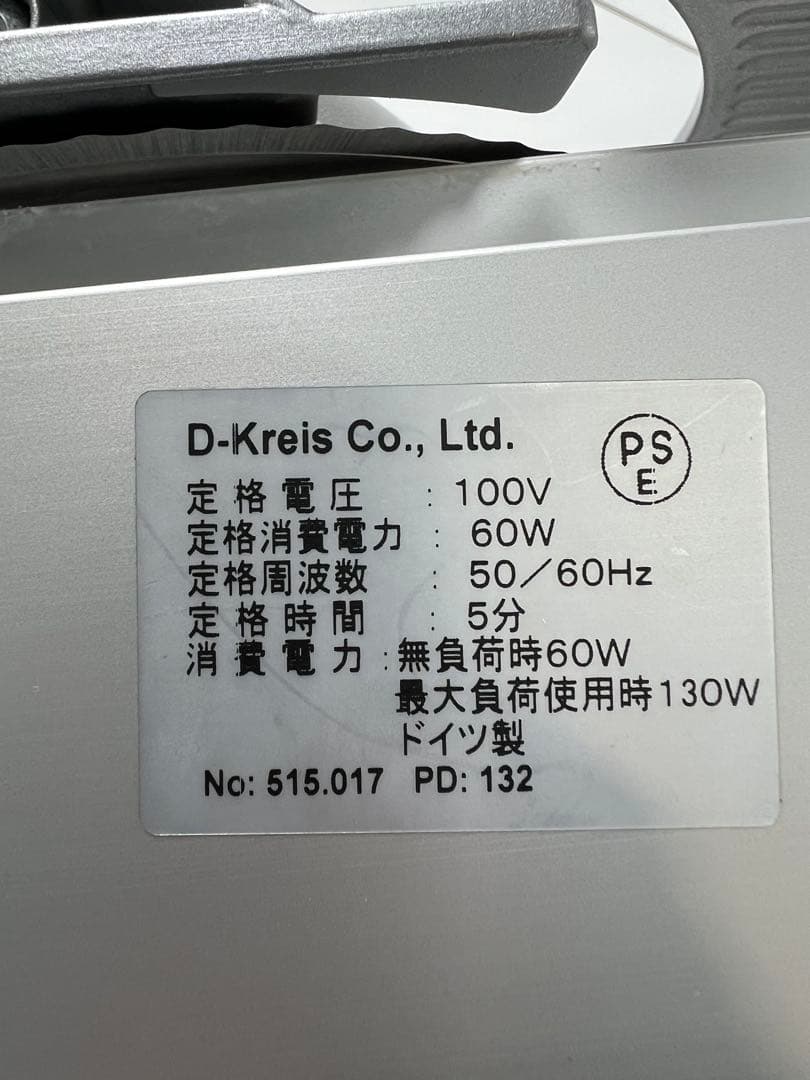 D-Kreis Co., Ltd.
PS
E
定格電圧 : 100V
定格消費電力 : 60W
定格周波数 : 50/60Hz
定格時間 : 5分
消費電力 : 無負荷時60W
最大負荷使用時130W
ドイツ製
No: 515.017 PD: 132